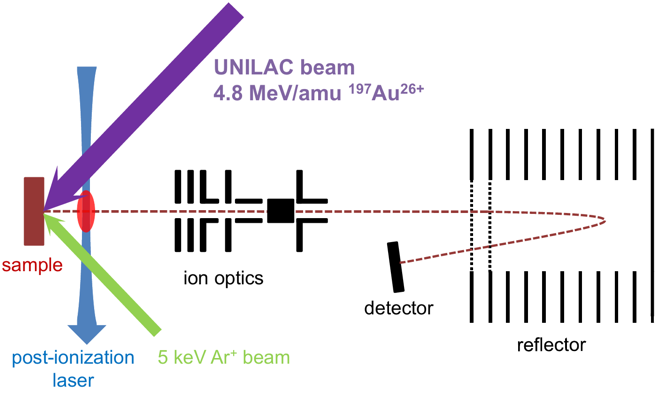 UNILAC beam
4.8 MeV/amu ¹⁹⁷Au²⁶⁺
sample
ion optics
detector
reflector
post-ionization
laser
5 keV Ar⁺ beam